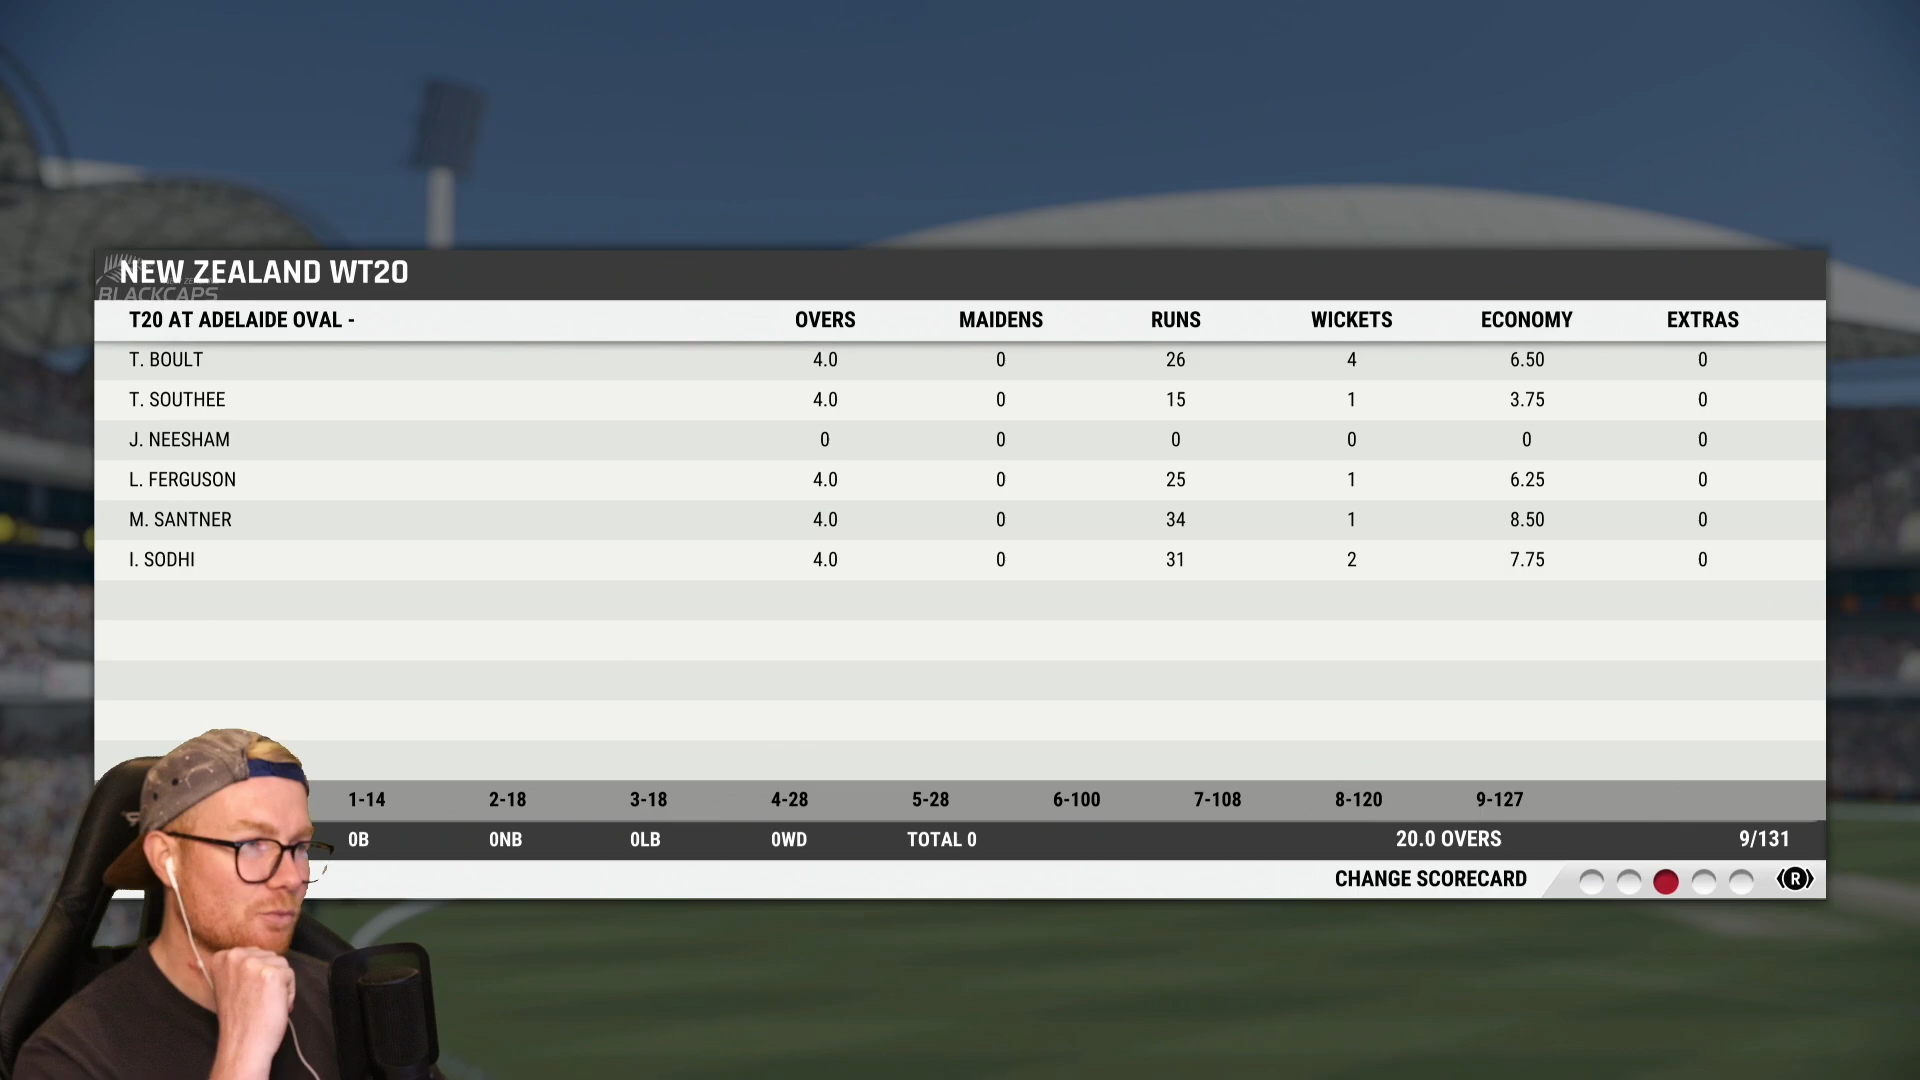 NEW ZEALAND WT20
BLACKCAPS
T20 AT ADELAIDE OVAL - OVERS MAIDENS RUNS WICKETS ECONOMY EXTRAS
T. BOULT 4.0 0 26 4 6.50 0
T. SOUTHEE 4.0 0 15 1 3.75 0
J. NEESHAM 0 0 0 0 0 0
L. FERGUSON 4.0 0 25 1 6.25 0
M. SANTNER 4.0 0 34 1 8.50 0
I. SODHI 4.0 0 31 2 7.75 0
1-14 2-18 3-18 4-28 5-28 6-100 7-108 8-120 9-127
0B 0NB 0LB 0WD TOTAL 0 20.0 OVERS 9/131
CHANGE SCORECARD R